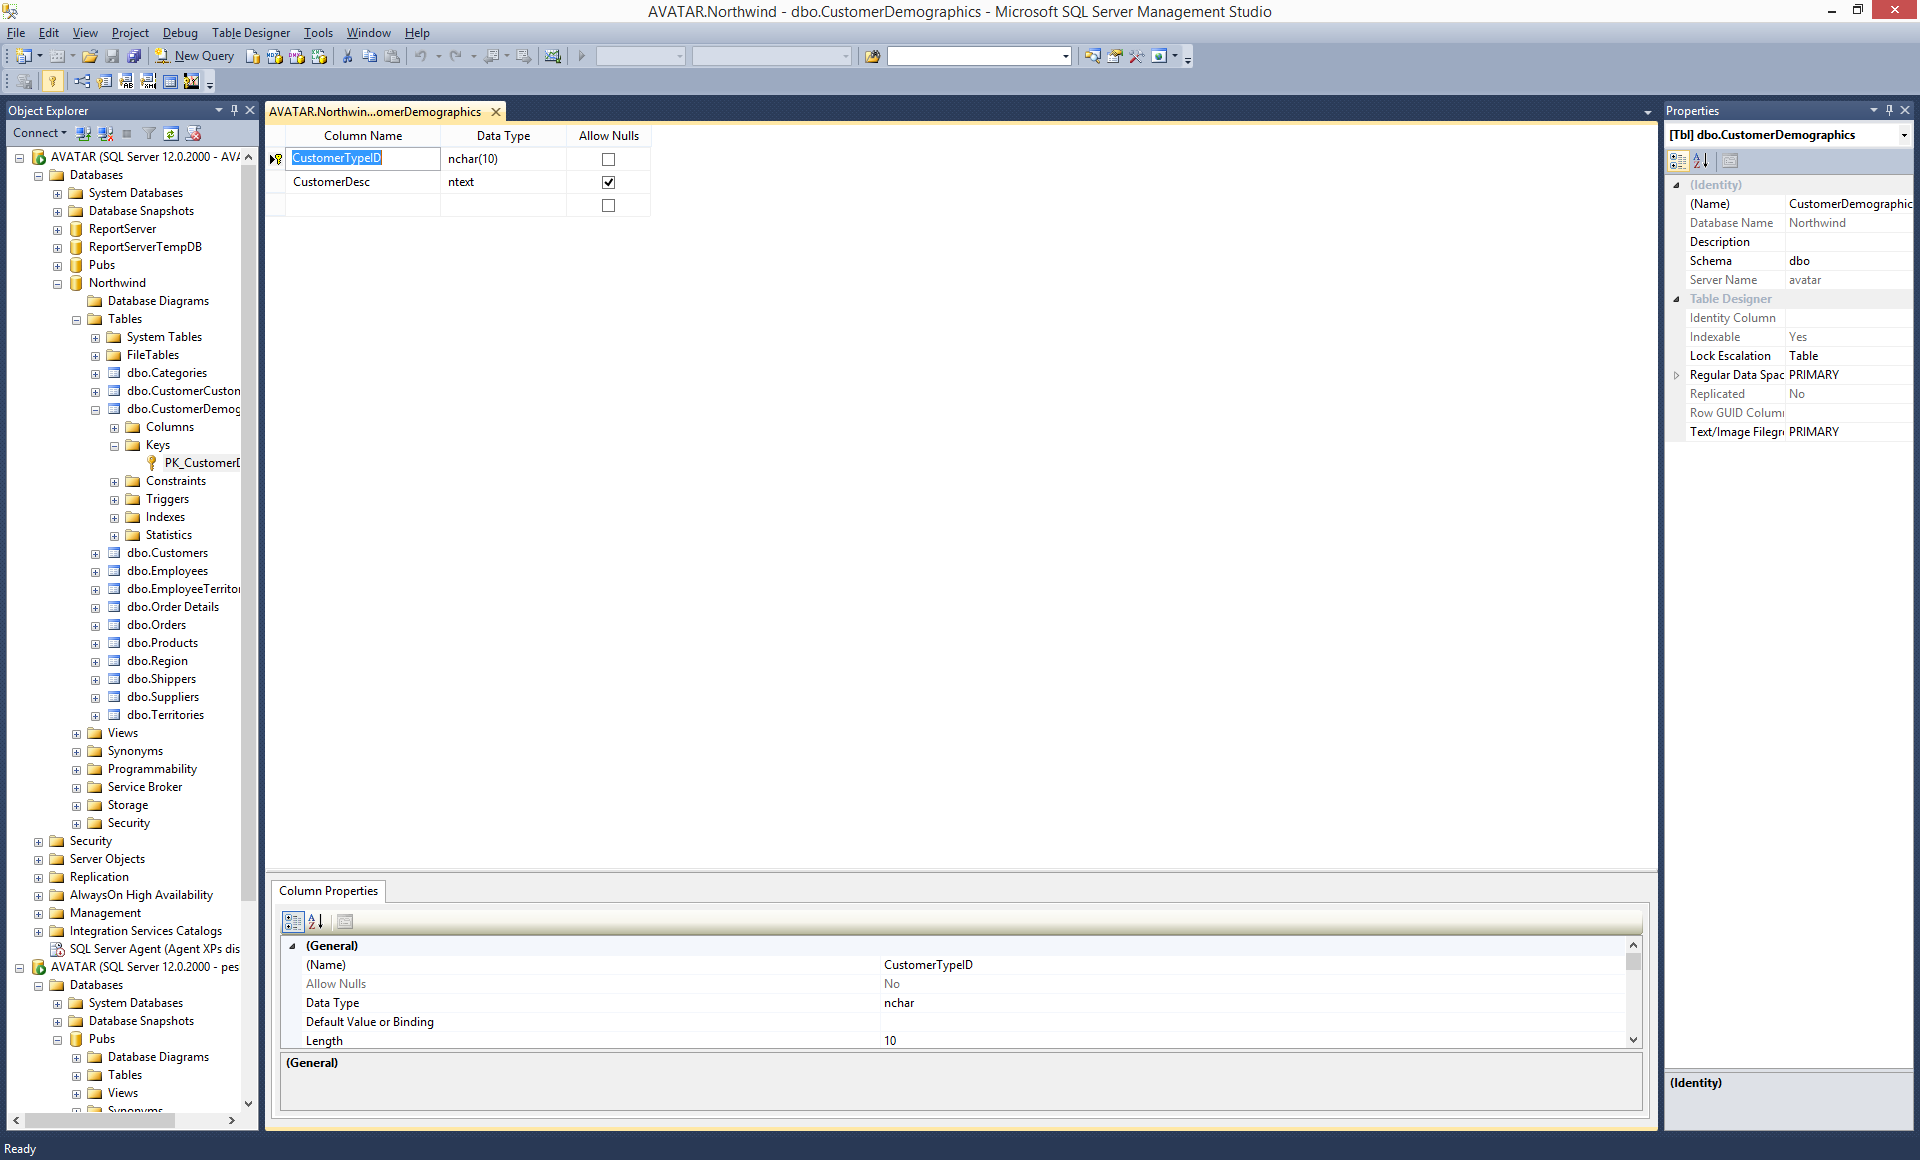 AVATAR.Northwind - dbo.CustomerDemographics - Microsoft SQL Server Management Studio
File Edit View Project Debug Table Designer Tools Window Help
New Query
Object Explorer
Connect
AVATAR (SQL Server 12.0.2000 - AVA
Databases
System Databases
Database Snapshots
ReportServer
ReportServerTempDB
Pubs
Northwind
Database Diagrams
Tables
System Tables
FileTables
dbo.Categories
dbo.CustomerCuston
dbo.CustomerDemog
Columns
Keys
PK_CustomerD
Constraints
Triggers
Indexes
Statistics
dbo.Customers
dbo.Employees
dbo.EmployeeTerritor
dbo.Order Details
dbo.Orders
dbo.Products
dbo.Region
dbo.Shippers
dbo.Suppliers
dbo.Territories
Views
Synonyms
Programmability
Service Broker
Storage
Security
Security
Server Objects
Replication
AlwaysOn High Availability
Management
Integration Services Catalogs
SQL Server Agent (Agent XPs dis
AVATAR (SQL Server 12.0.2000 - pes
Databases
System Databases
Database Snapshots
Pubs
Database Diagrams
Tables
Views
Synonyms
AVATAR.Northwin...omerDemographics
Column Name Data Type Allow Nulls
CustomerTypeID nchar(10)
CustomerDesc ntext
Column Properties
(General)
(Name) CustomerTypeID
Allow Nulls No
Data Type nchar
Default Value or Binding
Length 10
(General)
Properties
[Tbl] dbo.CustomerDemographics
(Identity)
(Name) CustomerDemographic
Database Name Northwind
Description
Schema dbo
Server Name avatar
Table Designer
Identity Column
Indexable Yes
Lock Escalation Table
Regular Data Spac PRIMARY
Replicated No
Row GUID Colum
Text/Image Filegr PRIMARY
(Identity)
Ready